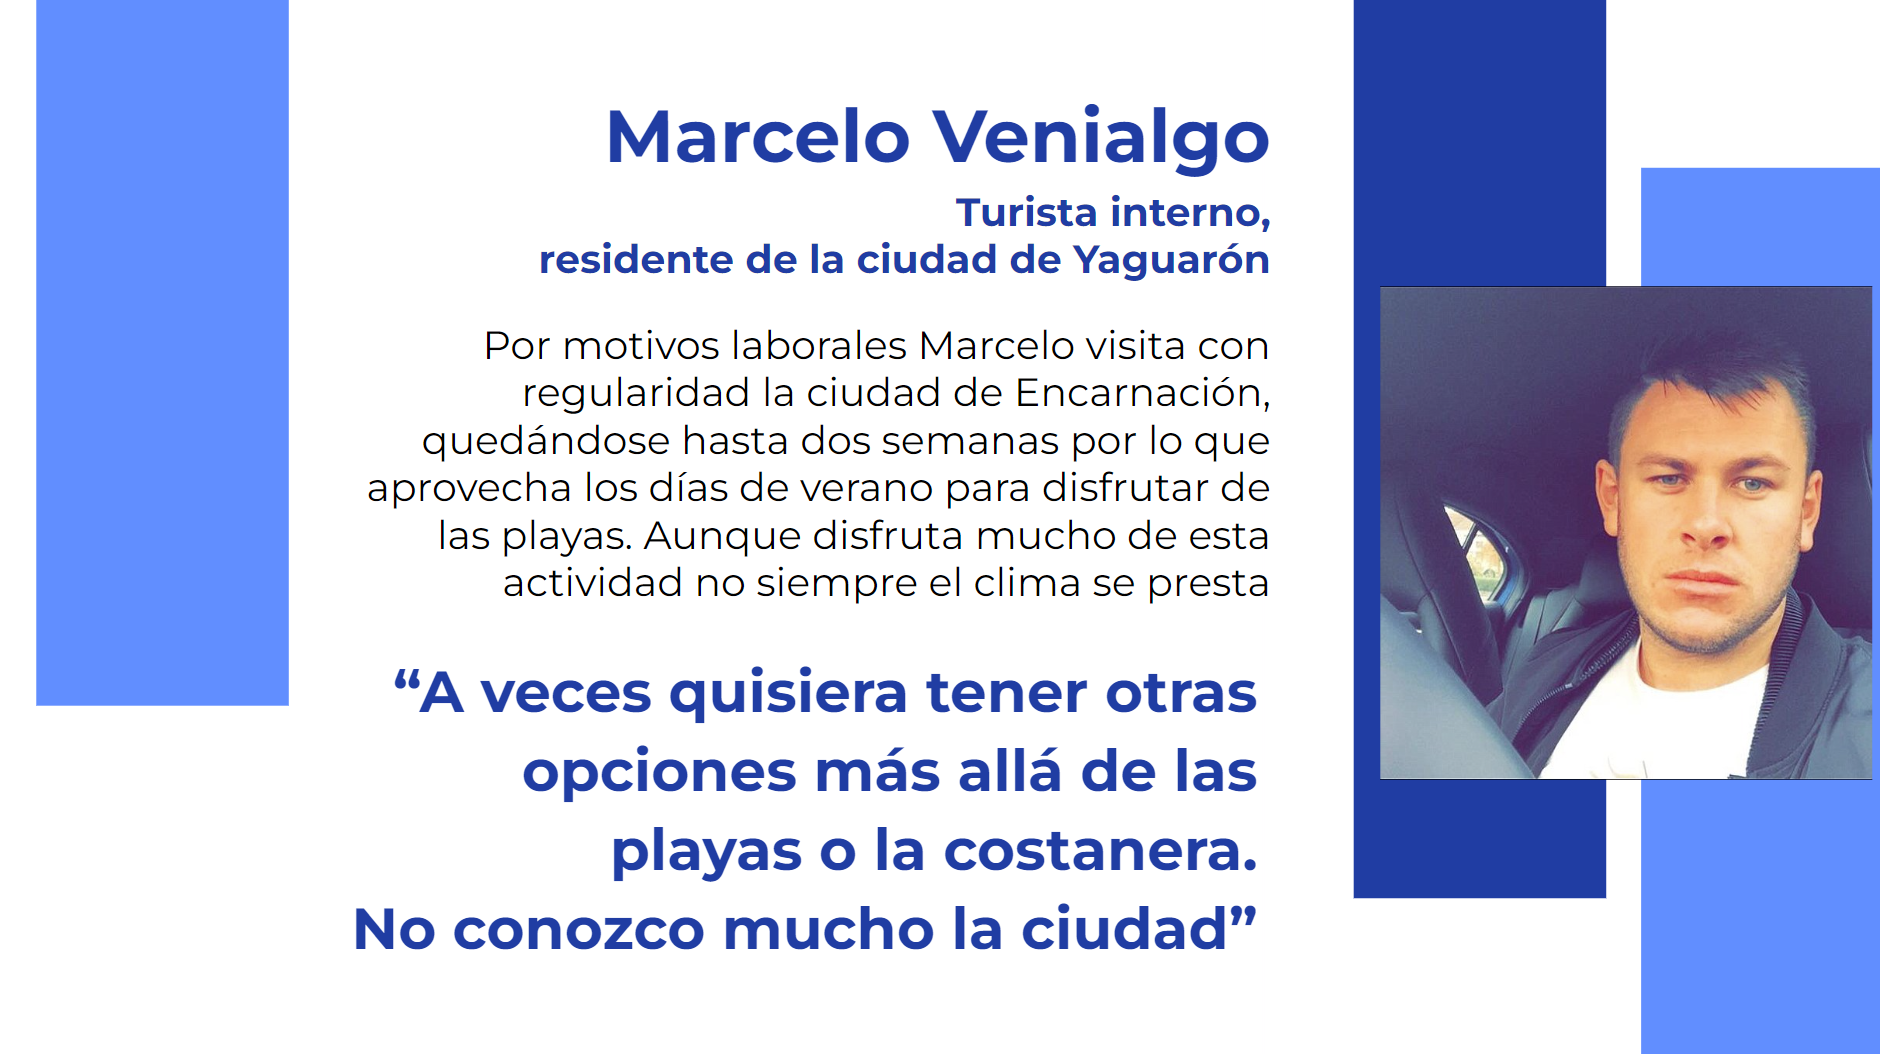 Marcelo Venialgo
Turista interno,
residente de la ciudad de Yaguarón
Por motivos laborales Marcelo visita con
regularidad la ciudad de Encarnación,
quedándose hasta dos semanas por lo que
aprovecha los días de verano para disfrutar de
las playas. Aunque disfruta mucho de esta
actividad no siempre el clima se presta
“A veces quisiera tener otras
opciones más allá de las
playas o la costanera.
No conozco mucho la ciudad”